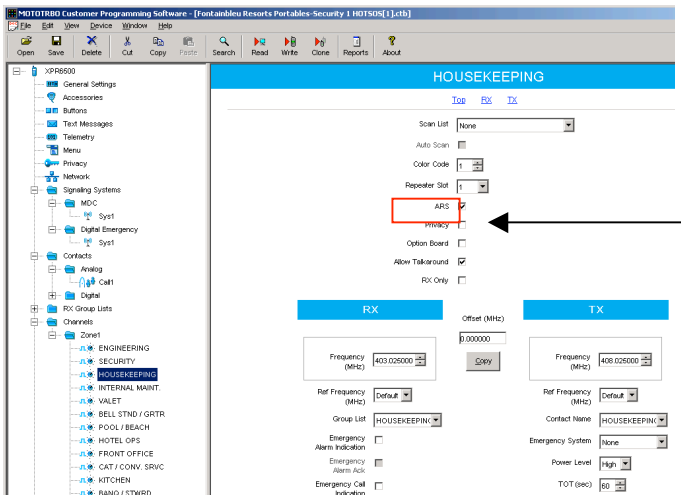 MOTOTRBO Customer Programming Software - [Fontainbleu Resorts Portables-Security 1 HOTSOS[1].ctb]
File Edit View Device Window Help
Open Save Delete Cut Copy Paste Search Read Write Clone Reports About
XPR6500
General Settings
Accessories
Buttons
Text Messages
Telemetry
Menu
Privacy
Network
Signaling Systems
MDC
Sys1
Digital Emergency
Sys1
Contacts
Analog
Call1
Digital
RX Group Lists
Channels
Zone1
ENGINEERING
SECURITY
HOUSEKEEPING
INTERNAL MAINT.
VALET
BELL STND / GRTR
POOL / BEACH
HOTEL OPS
FRONT OFFICE
CAT / CONV. SRVC
KITCHEN
BANQ / STWRD
HOUSEKEEPING
Top RX TX
Scan List None
Auto Scan
Color Code 1
Repeater Slot 1
ARS
Privacy
Option Board
Allow Talkaround
RX Only
RX
Offset (MHz)
TX
0.000000
Frequency (MHz) 403.025000
Copy
Frequency (MHz) 408.025000
Ref Frequency (MHz) Default
Ref Frequency (MHz) Default
Group List HOUSEKEEPIN
Contact Name HOUSEKEEPIN
Emergency Alarm Indication
Emergency System None
Emergency Alarm Ack
Power Level High
Emergency Call Indication
TOT (sec) 60